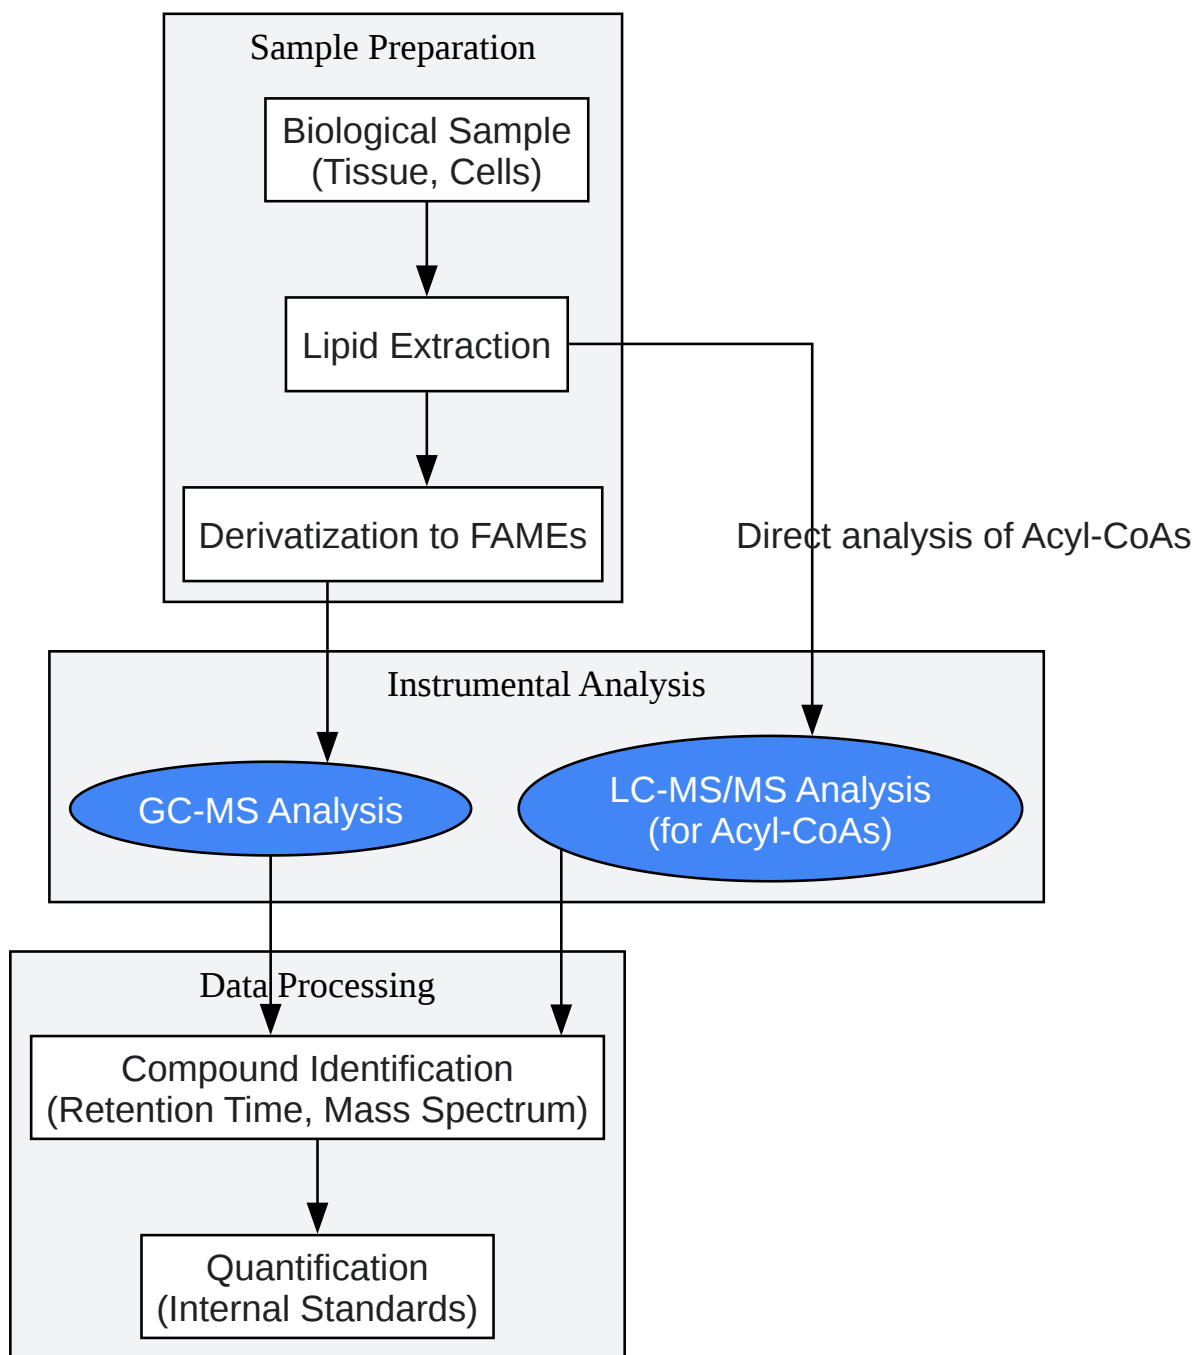 Sample Preparation
Biological Sample
(Tissue, Cells)
Lipid Extraction
Derivatization to FAMEs
Direct analysis of Acyl-CoAs
Instrumental Analysis
GC-MS Analysis
LC-MS/MS Analysis
(for Acyl-CoAs)
Data Processing
Compound Identification
(Retention Time, Mass Spectrum)
Quantification
(Internal Standards)